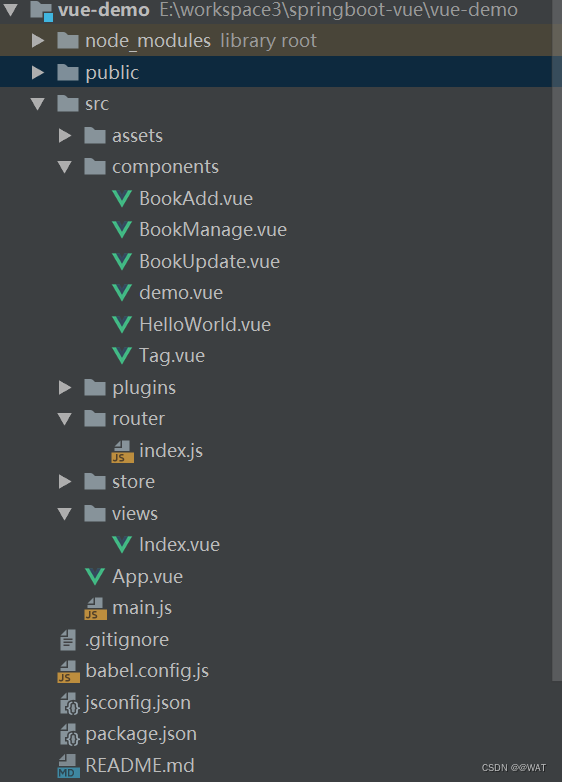 vue-demo E:\workspace3\springboot-vue\vue-demo
node_modules library root
public
src
assets
components
BookAdd.vue
BookManage.vue
BookUpdate.vue
demo.vue
HelloWorld.vue
Tag.vue
plugins
router
JS index.js
store
views
Index.vue
App.vue
JS main.js
.gitignore
JS babel.config.js
jsconfig.json
package.json
MD README.md
CSDN @@WAT